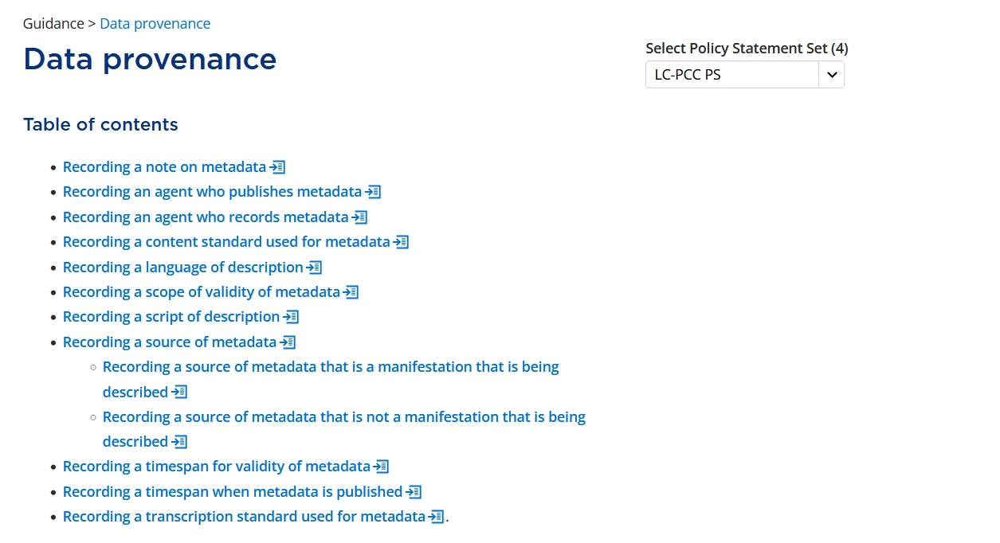 Guidance > Data provenance
Data provenance
Select Policy Statement Set (4)
LC-PCC PS
Table of contents
Recording a note on metadata
Recording an agent who publishes metadata
Recording an agent who records metadata
Recording a content standard used for metadata
Recording a language of description
Recording a scope of validity of metadata
Recording a script of description
Recording a source of metadata
Recording a source of metadata that is a manifestation that is being
described
Recording a source of metadata that is not a manifestation that is being
described
Recording a timespan for validity of metadata
Recording a timespan when metadata is published
Recording a transcription standard used for metadata.